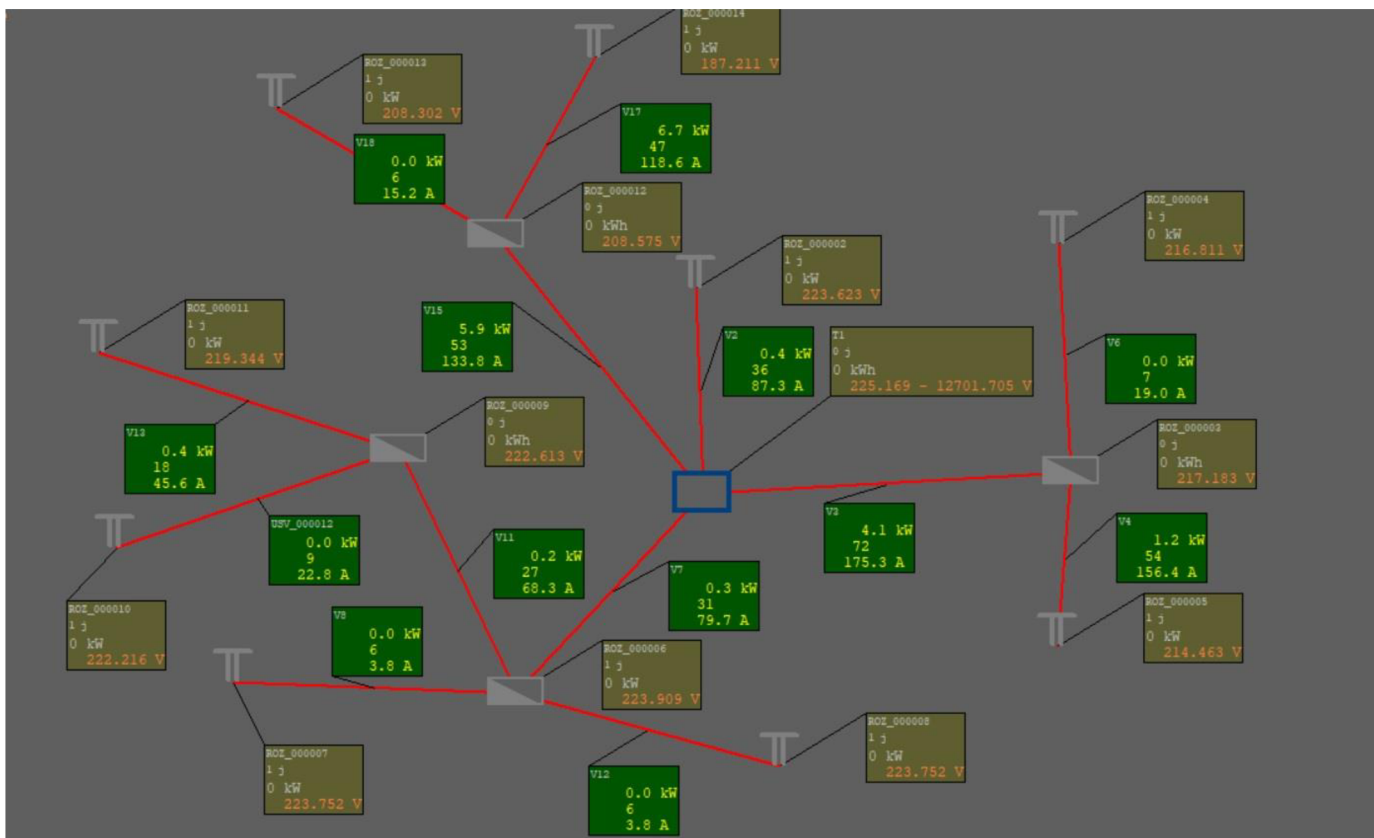 ROZ_000014
1 j
0 kW
187.211 V
ROZ_000013
1 j
0 kW
208.302 V
V17
6.7 kW
47
118.6 A
V18
0.0 kW
6
15.2 A
ROZ_000012
0 j
0 kWh
208.575 V
ROZ_000004
1 j
0 kW
216.811 V
ROZ_000002
1 j
0 kW
223.623 V
ROZ_000011
1 j
0 kW
219.344 V
V15
5.9 kW
53
133.8 A
V2
0.4 kW
36
87.3 A
T1
0 j
0 kWh
225.169 - 12701.705 V
V6
0.0 kW
7
19.0 A
ROZ_000009
0 j
0 kWh
222.613 V
V13
0.4 kW
18
45.6 A
ROZ_000003
0 j
0 kWh
217.183 V
USV_000012
0.0 kW
9
22.8 A
V11
0.2 kW
27
68.3 A
V3
4.1 kW
72
175.3 A
V4
1.2 kW
54
156.4 A
V7
0.3 kW
31
79.7 A
ROZ_000010
1 j
0 kW
222.216 V
V8
0.0 kW
6
3.8 A
ROZ_000005
1 j
0 kW
214.463 V
ROZ_000006
1 j
0 kW
223.909 V
ROZ_000007
1 j
0 kW
223.752 V
ROZ_000008
1 j
0 kW
223.752 V
V12
0.0 kW
6
3.8 A